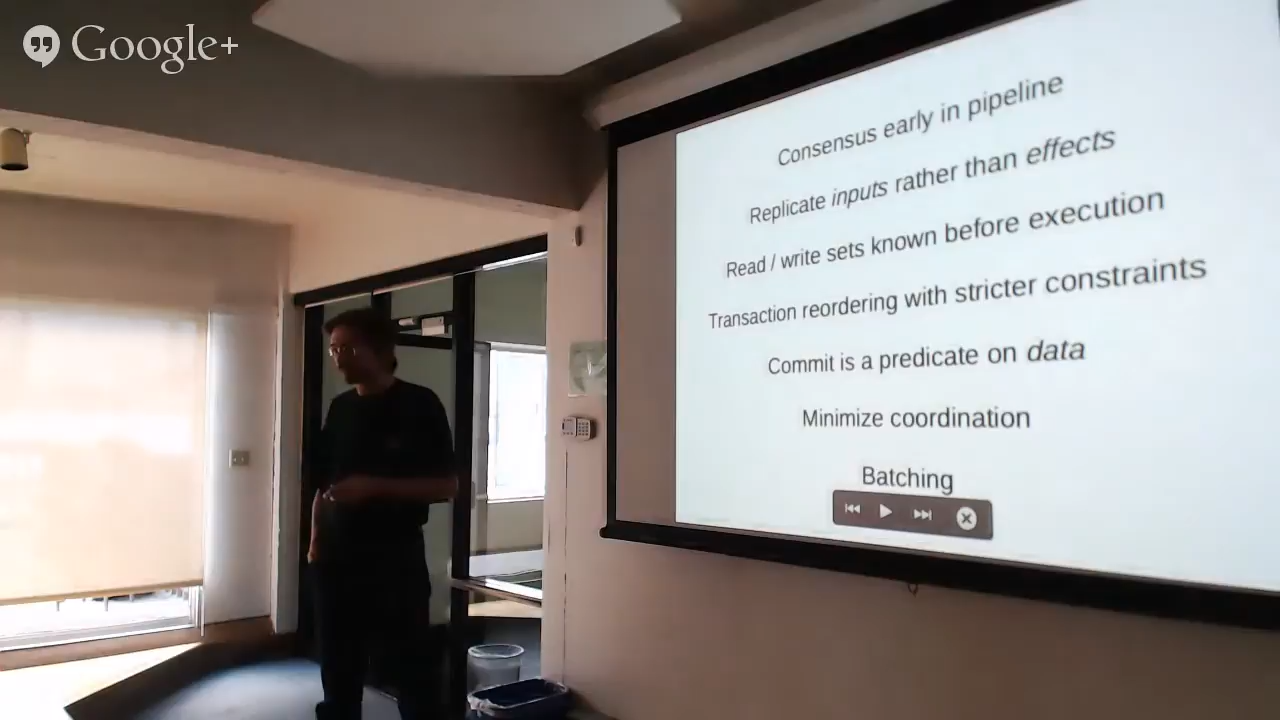 Google+
Consensus early in pipeline
Replicate inputs rather than effects
Read / write sets known before execution
Transaction reordering with stricter constraints
Commit is a predicate on data
Minimize coordination
Batching